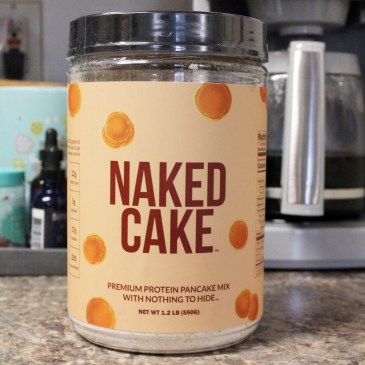 NAKED
CAKE™
PREMIUM PROTEIN PANCAKE MIX
WITH NOTHING TO HIDE™
NET WT 1.2 LB (550G)